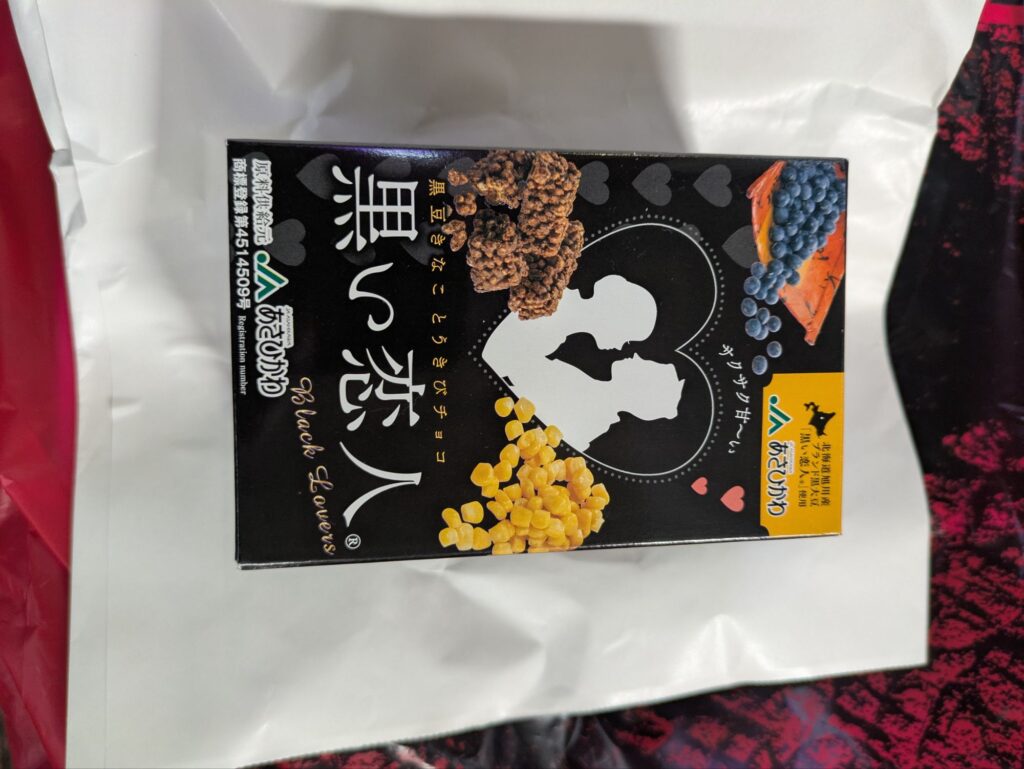 北海道旭川産
ブランド黒大豆
「黒い恋人®」使用
JA あさひかわ
サクサク甘〜い。
黒豆きなことうきびチョコ
黒い恋人®
Black Lovers
原料供給元 JA あさひかわ
商標登録 第4514509号 Registration number